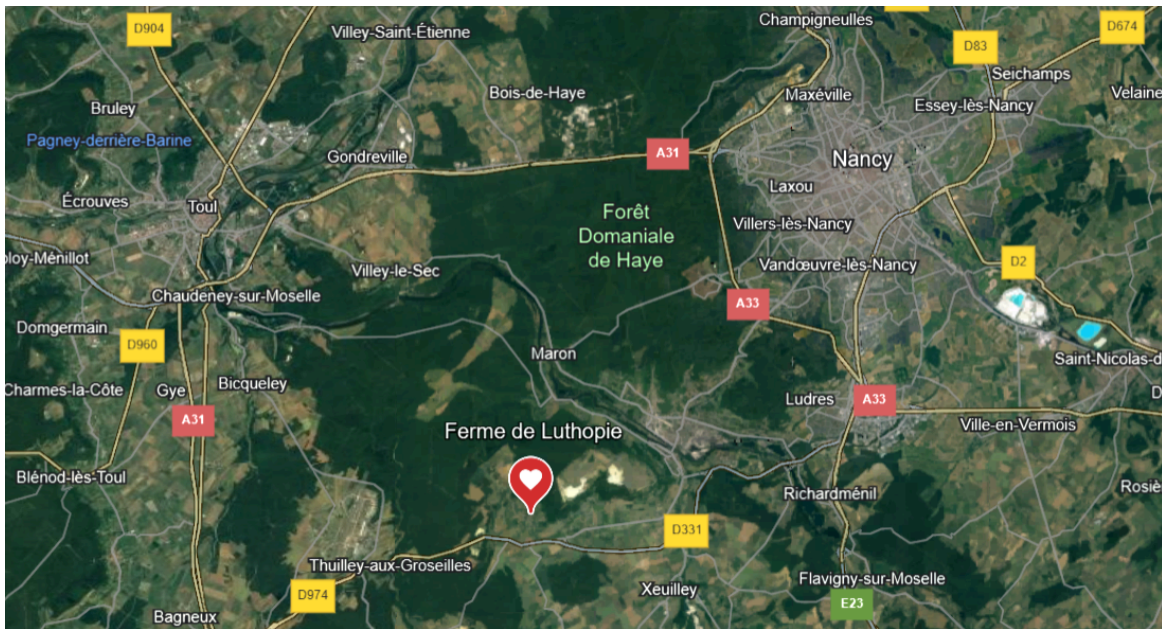 D904
Villey-Saint-Étienne
Champigneulles
D674
D83
Seichamps
Bruley
Bois-de-Haye
Maxéville
Essey-lès-Nancy
Velaine
Pagney-derrière-Barine
Gondreville
A31
Nancy
Écrouves
Toul
Laxou
Forêt
Domaniale
de Haye
Villers-lès-Nancy
loy-Ménillot
Villey-le-Sec
Vandœuvre-lès-Nancy
D2
Chaudeney-sur-Moselle
A33
Domgermain
D960
Maron
Saint-Nicolas-d
Charmes-la-Côte
Gye
Bicqueley
Ludres
A33
D
A31
Ville-en-Vermois
Ferme de Luthopie
Blénod-lès-Toul
Richardménil
Rosiè
D331
Thuilley-aux-Groseilles
Xeuilley
Flavigny-sur-Moselle
D974
E23
Bagneux